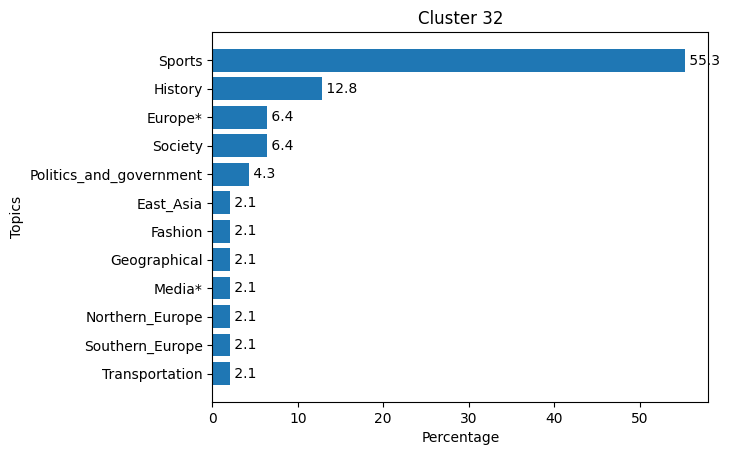 Cluster 32
Sports 55.3
History 12.8
Europe* 6.4
Society 6.4
Politics_and_government 4.3
East_Asia 2.1
Fashion 2.1
Geographical 2.1
Media* 2.1
Northern_Europe 2.1
Southern_Europe 2.1
Transportation 2.1
Topics
0 10 20 30 40 50
Percentage